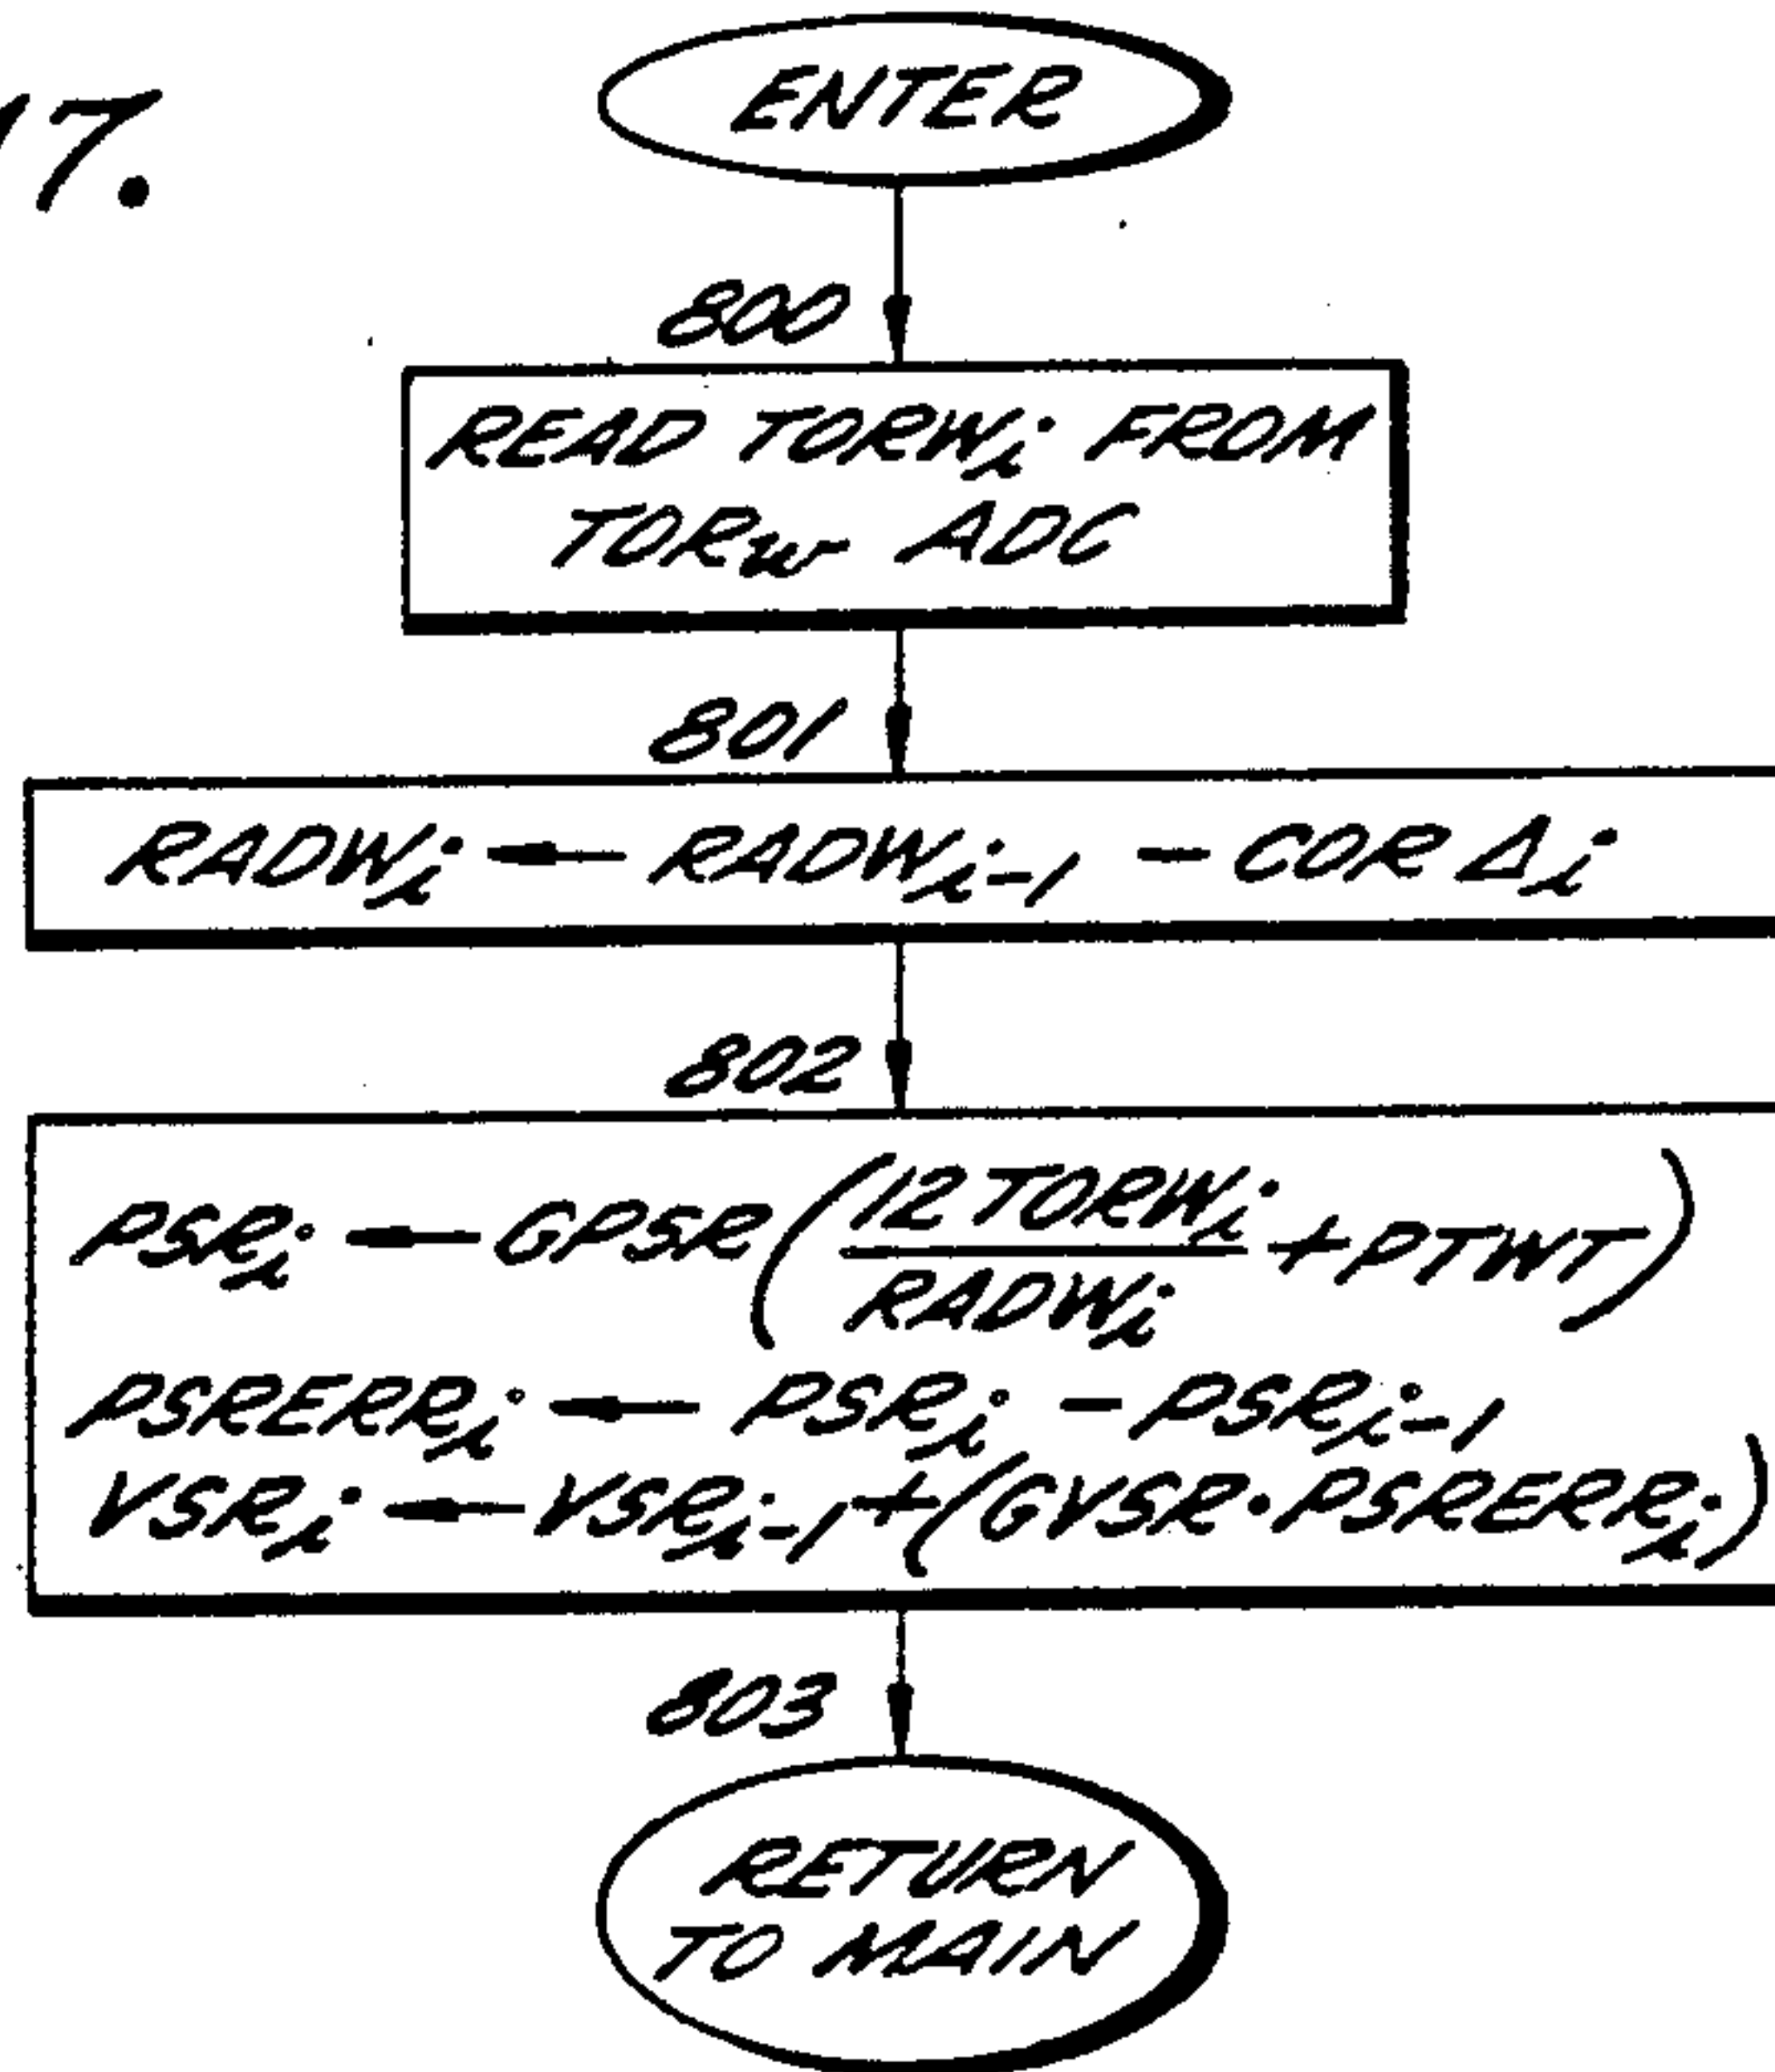 17.
ENTER
800
READ TORWi FROM
TORw ADC
801
RADWi ← RADWi-1 - COR Δi
802
PSRi ← GPSR(12 TORWi / RADWi + PTWT)
PSRERRi ← PSRi - PSRi-1
VSRi ← VSRi-1 + (GVSR·PSRERRi)
803
RETURN
TO MAIN